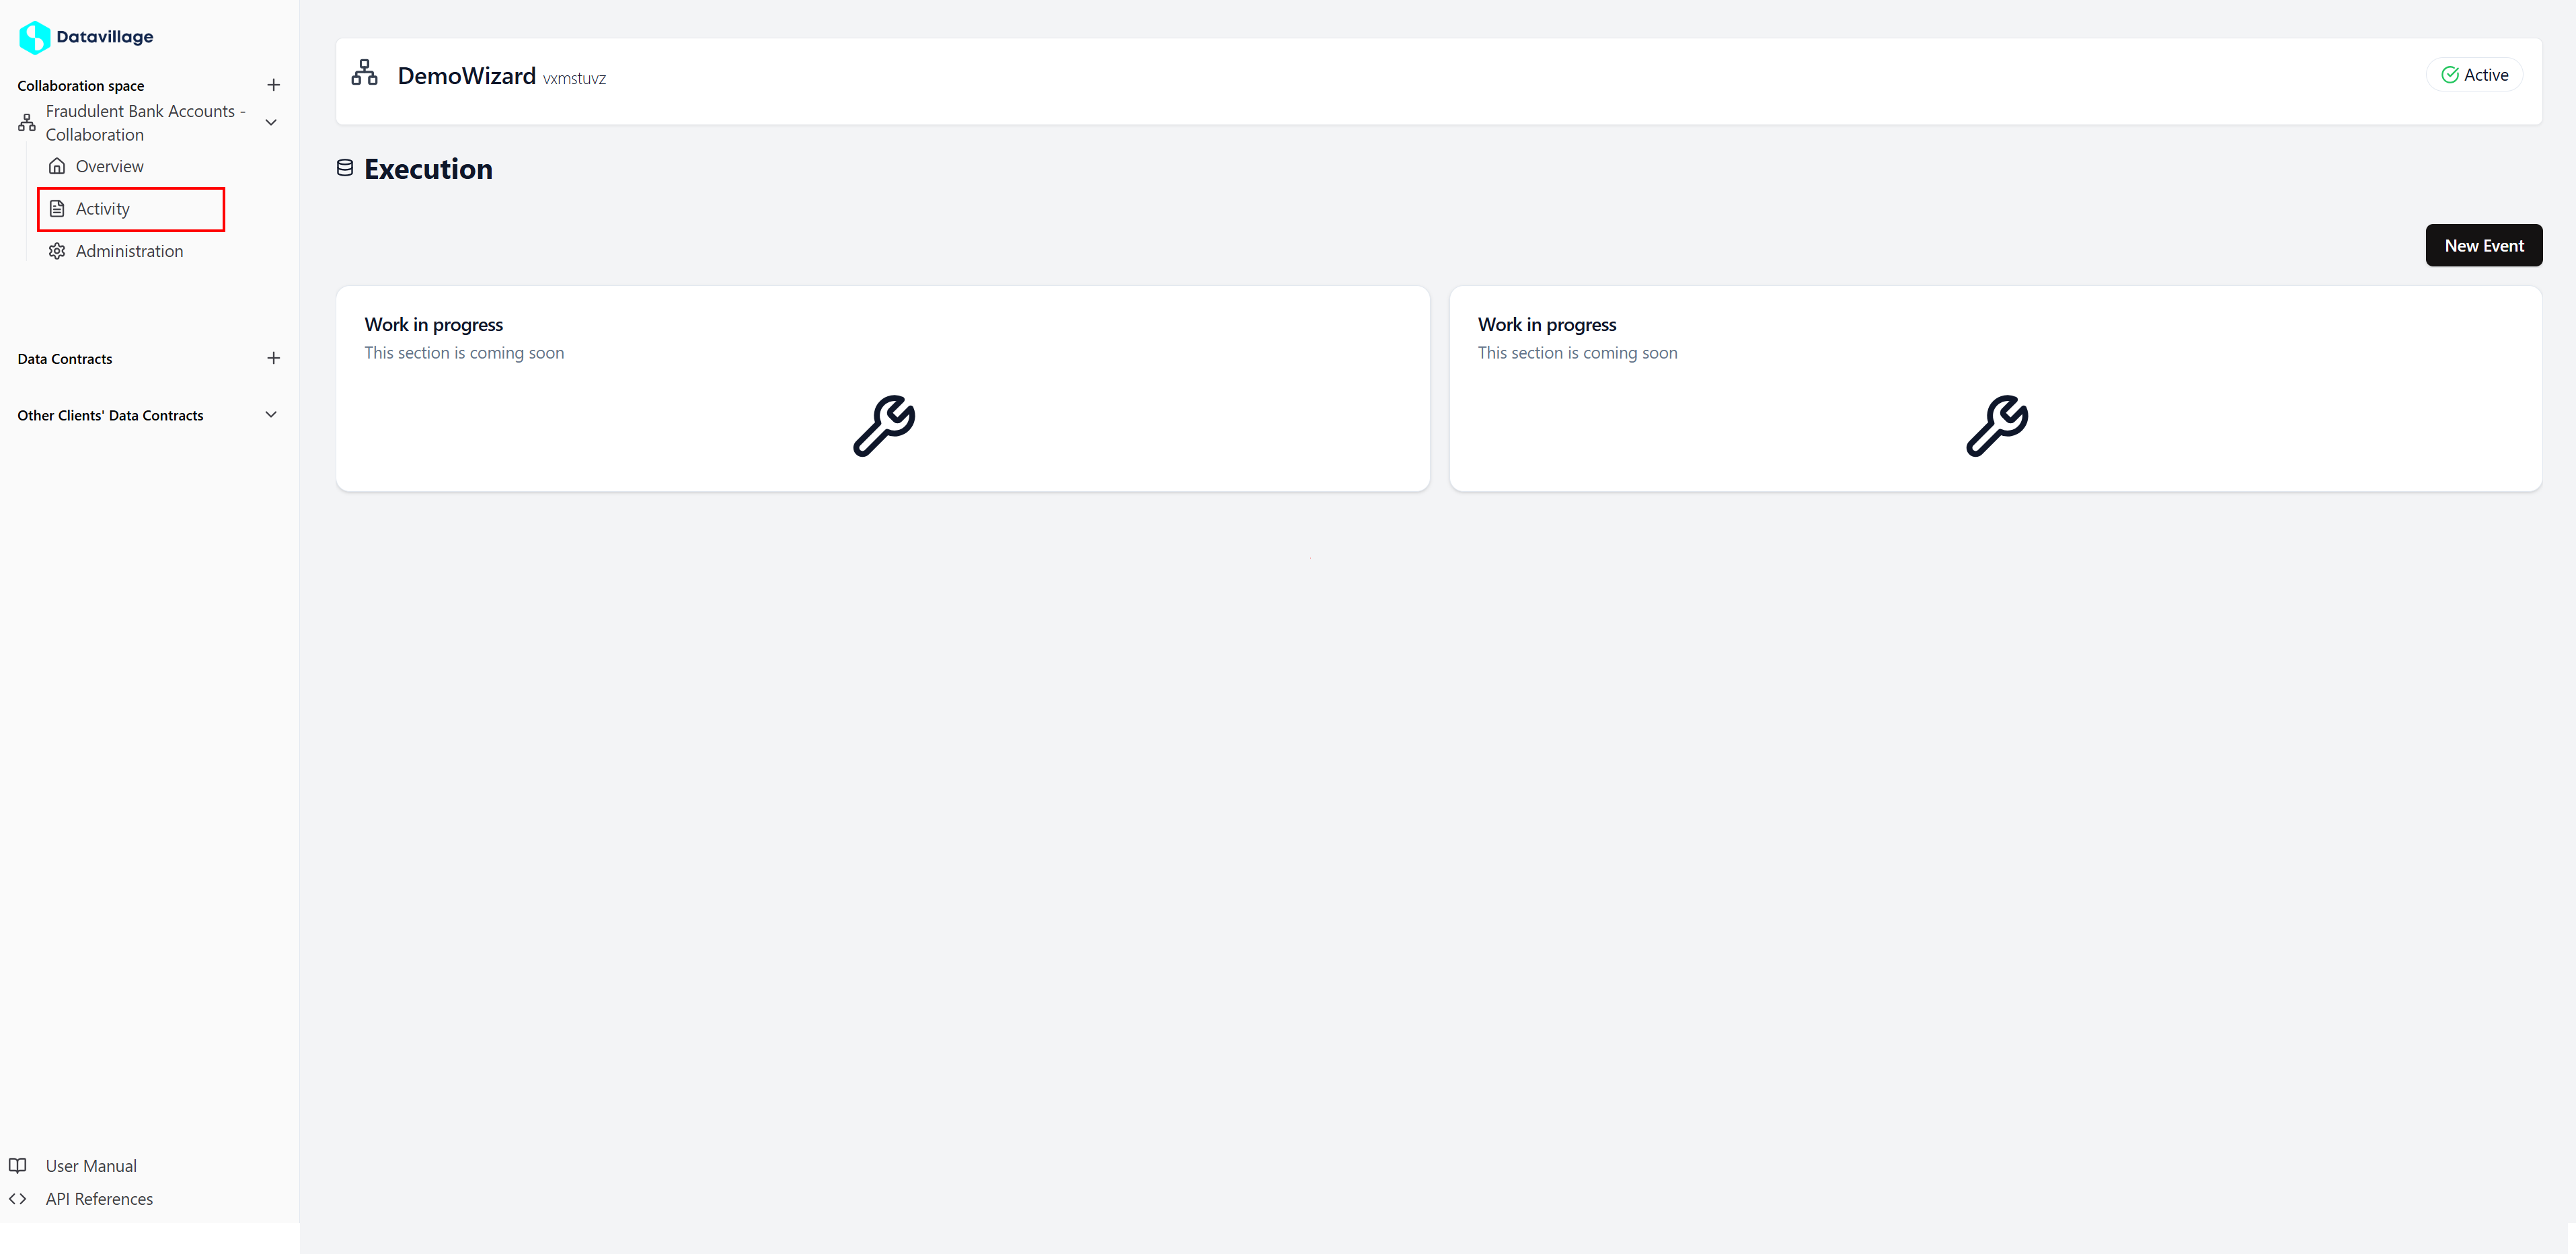 Datavillage
Collaboration space
Fraudulent Bank Accounts -
Collaboration
Overview
Activity
Administration
Data Contracts
Other Clients' Data Contracts
User Manual
API References
DemoWizard vxmstuvz
Active
Execution
New Event
Work in progress
This section is coming soon
Work in progress
This section is coming soon